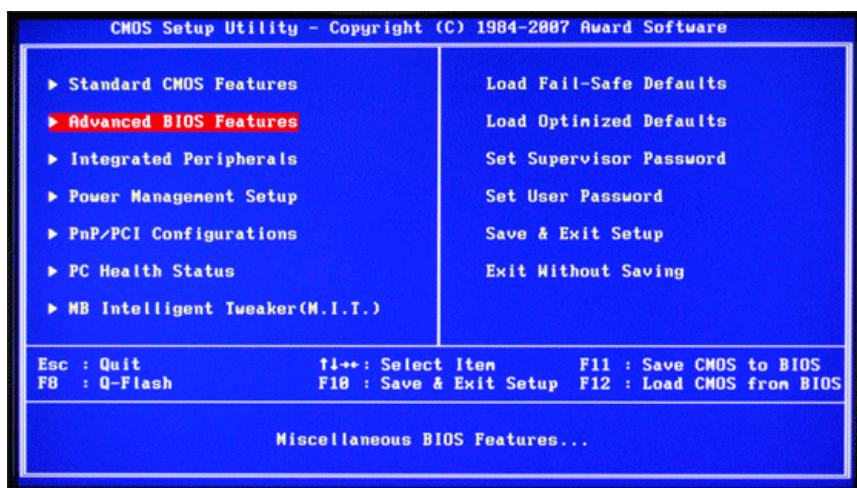 CMOS Setup Utility - Copyright (C) 1984-2007 Award Software
▶ Standard CMOS Features
▶ Advanced BIOS Features
▶ Integrated Peripherals
▶ Power Management Setup
▶ PnP/PCI Configurations
▶ PC Health Status
▶ MB Intelligent Tweaker(M.I.T.)
Load Fail-Safe Defaults
Load Optimized Defaults
Set Supervisor Password
Set User Password
Save & Exit Setup
Exit Without Saving
Esc : Quit
F8 : Q-Flash
↑↓→←: Select Item
F10 : Save & Exit Setup
F11 : Save CMOS to BIOS
F12 : Load CMOS from BIOS
Miscellaneous BIOS Features...